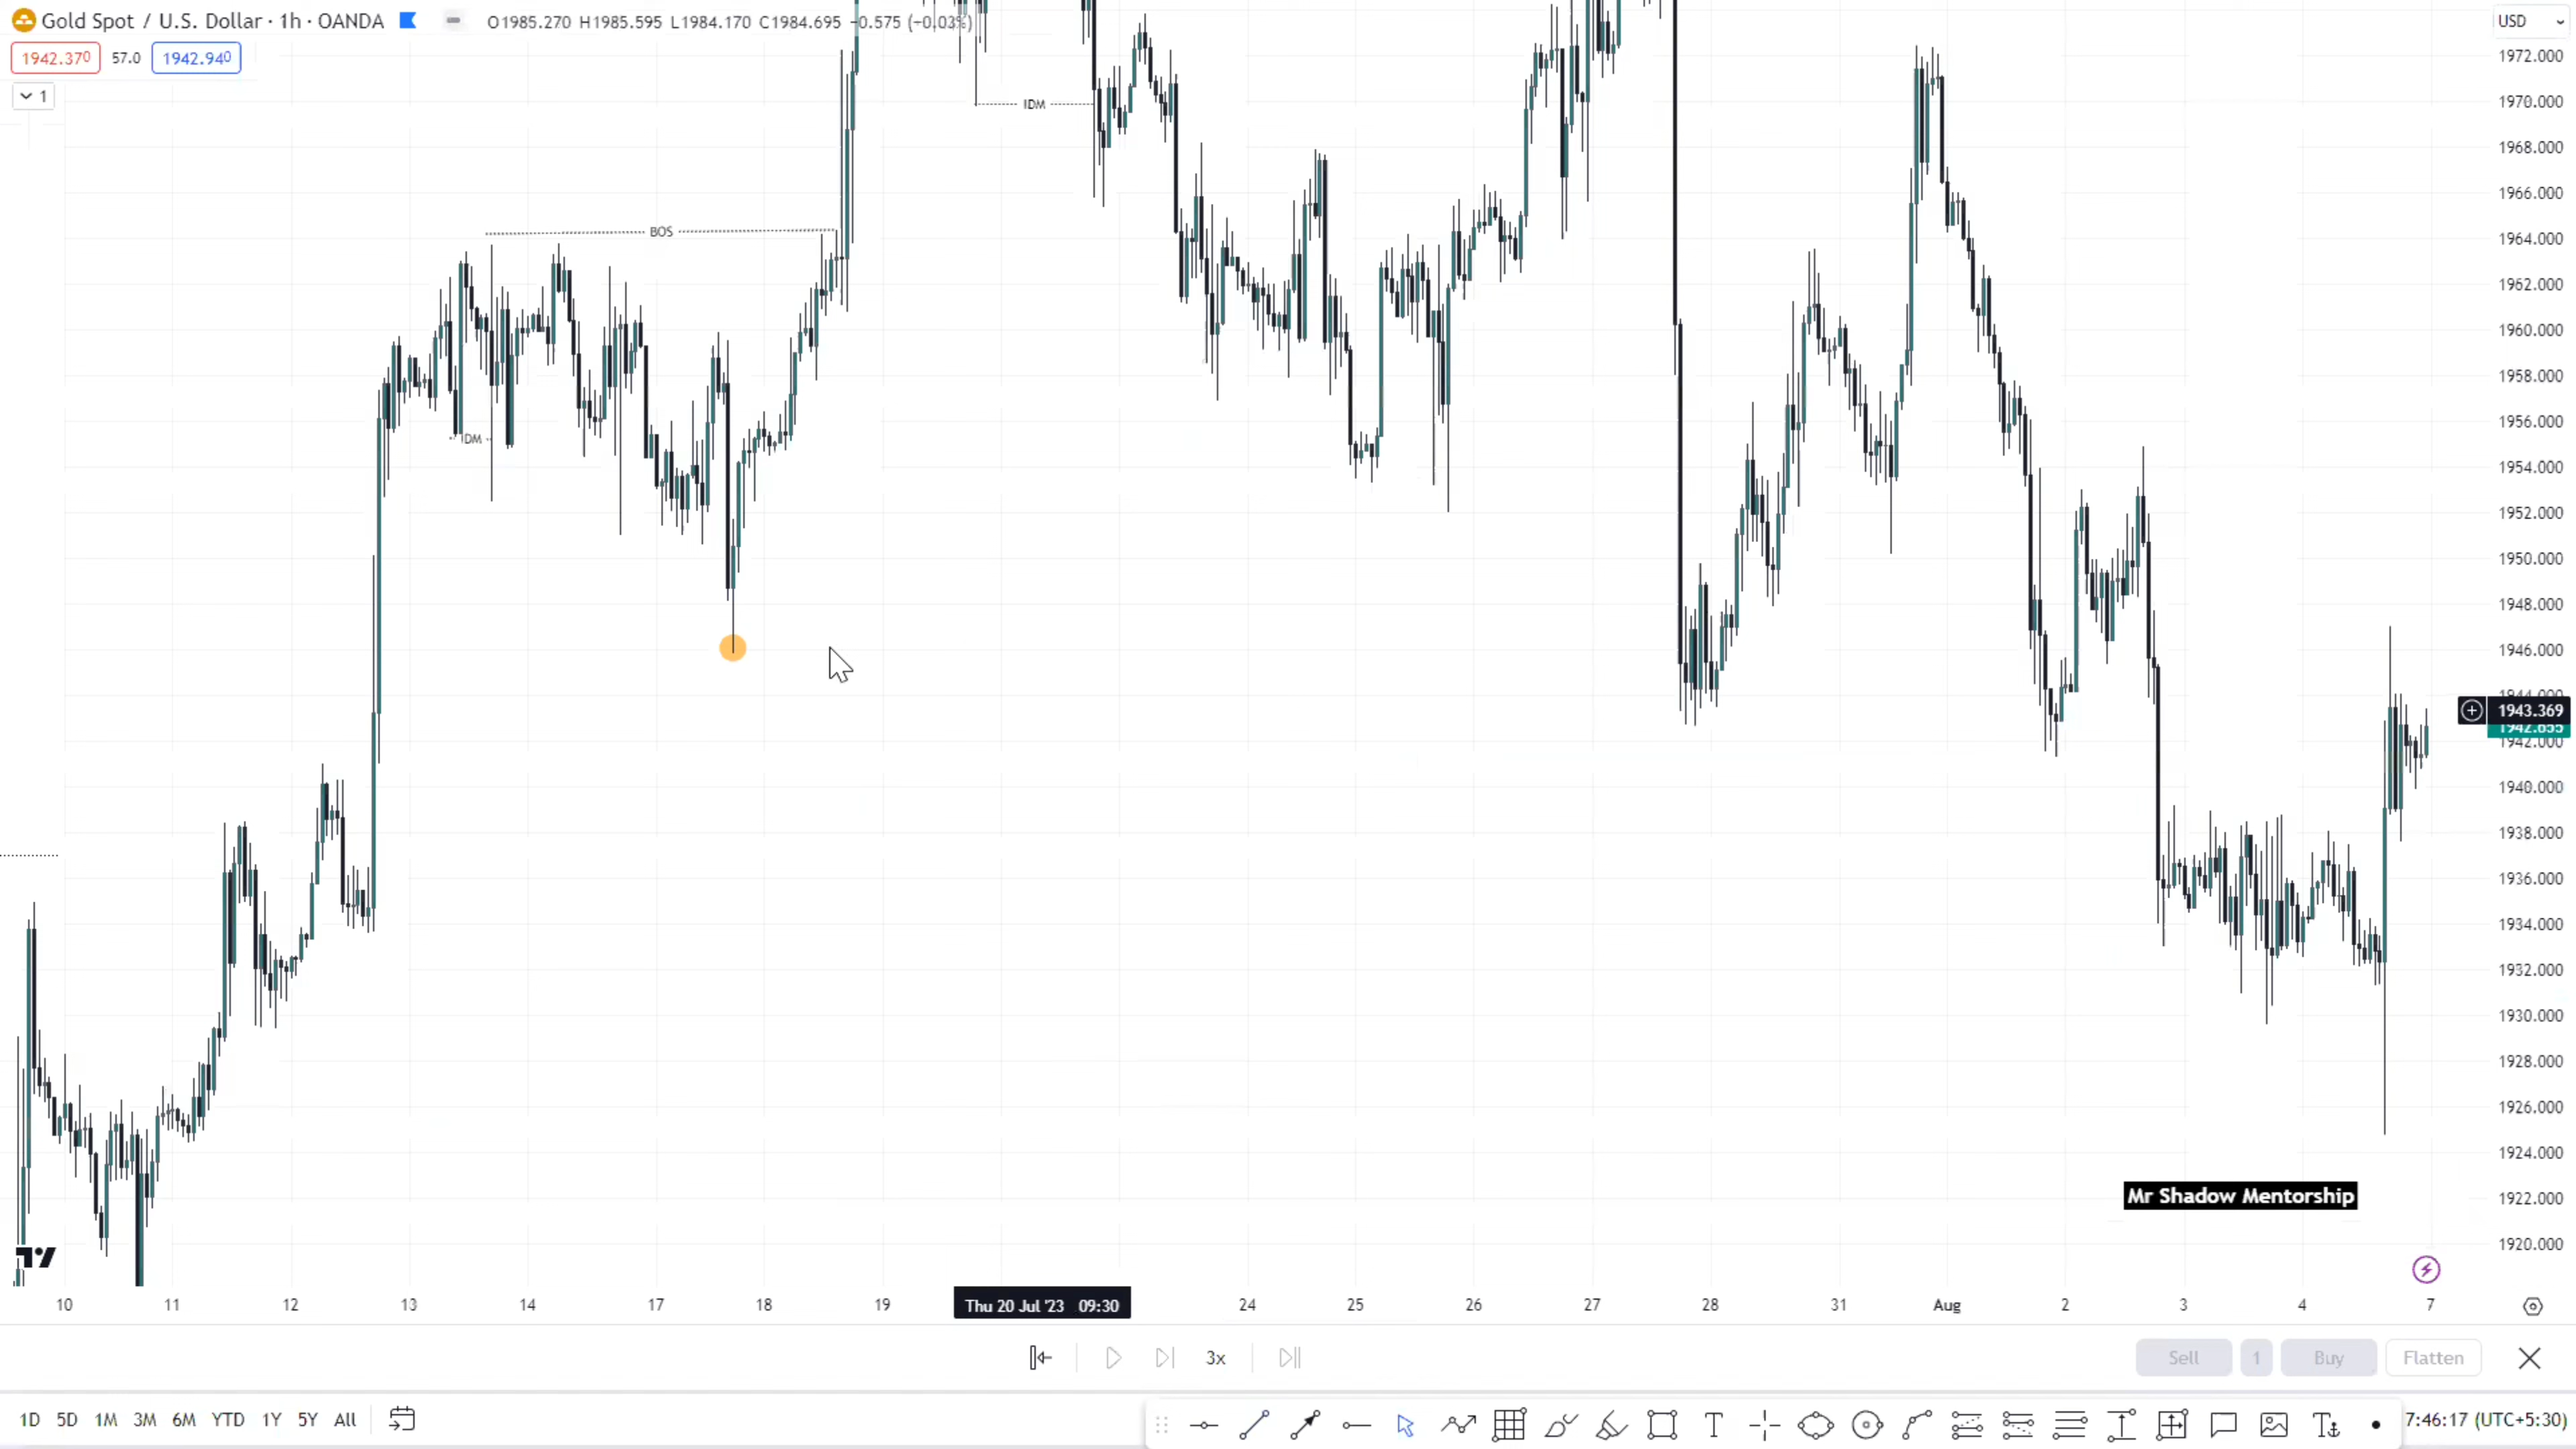 Gold Spot / U.S. Dollar · 1h · OANDA O1985.270 H1985.595 L1984.170 C1984.695 −0.575 (−0.03%)
USD
1942.370 57.0 1942.940
1
1972.000
1970.000
1968.000
1966.000
1964.000
1962.000
1960.000
1958.000
1956.000
1954.000
1952.000
1950.000
1948.000
1946.000
1944.000
1943.369
1942.655
1942.000
1940.000
1938.000
1936.000
1934.000
1932.000
1930.000
1928.000
1926.000
1924.000
1922.000
1920.000
IDM
BOS
IDM
Mr Shadow Mentorship
10 11 12 13 14 17 18 19 Thu 20 Jul '23 09:30 24 25 26 27 28 31 Aug 2 3 4 7
3x
Sell 1 Buy Flatten
1D 5D 1M 3M 6M YTD 1Y 5Y All
7:46:17 (UTC+5:30)